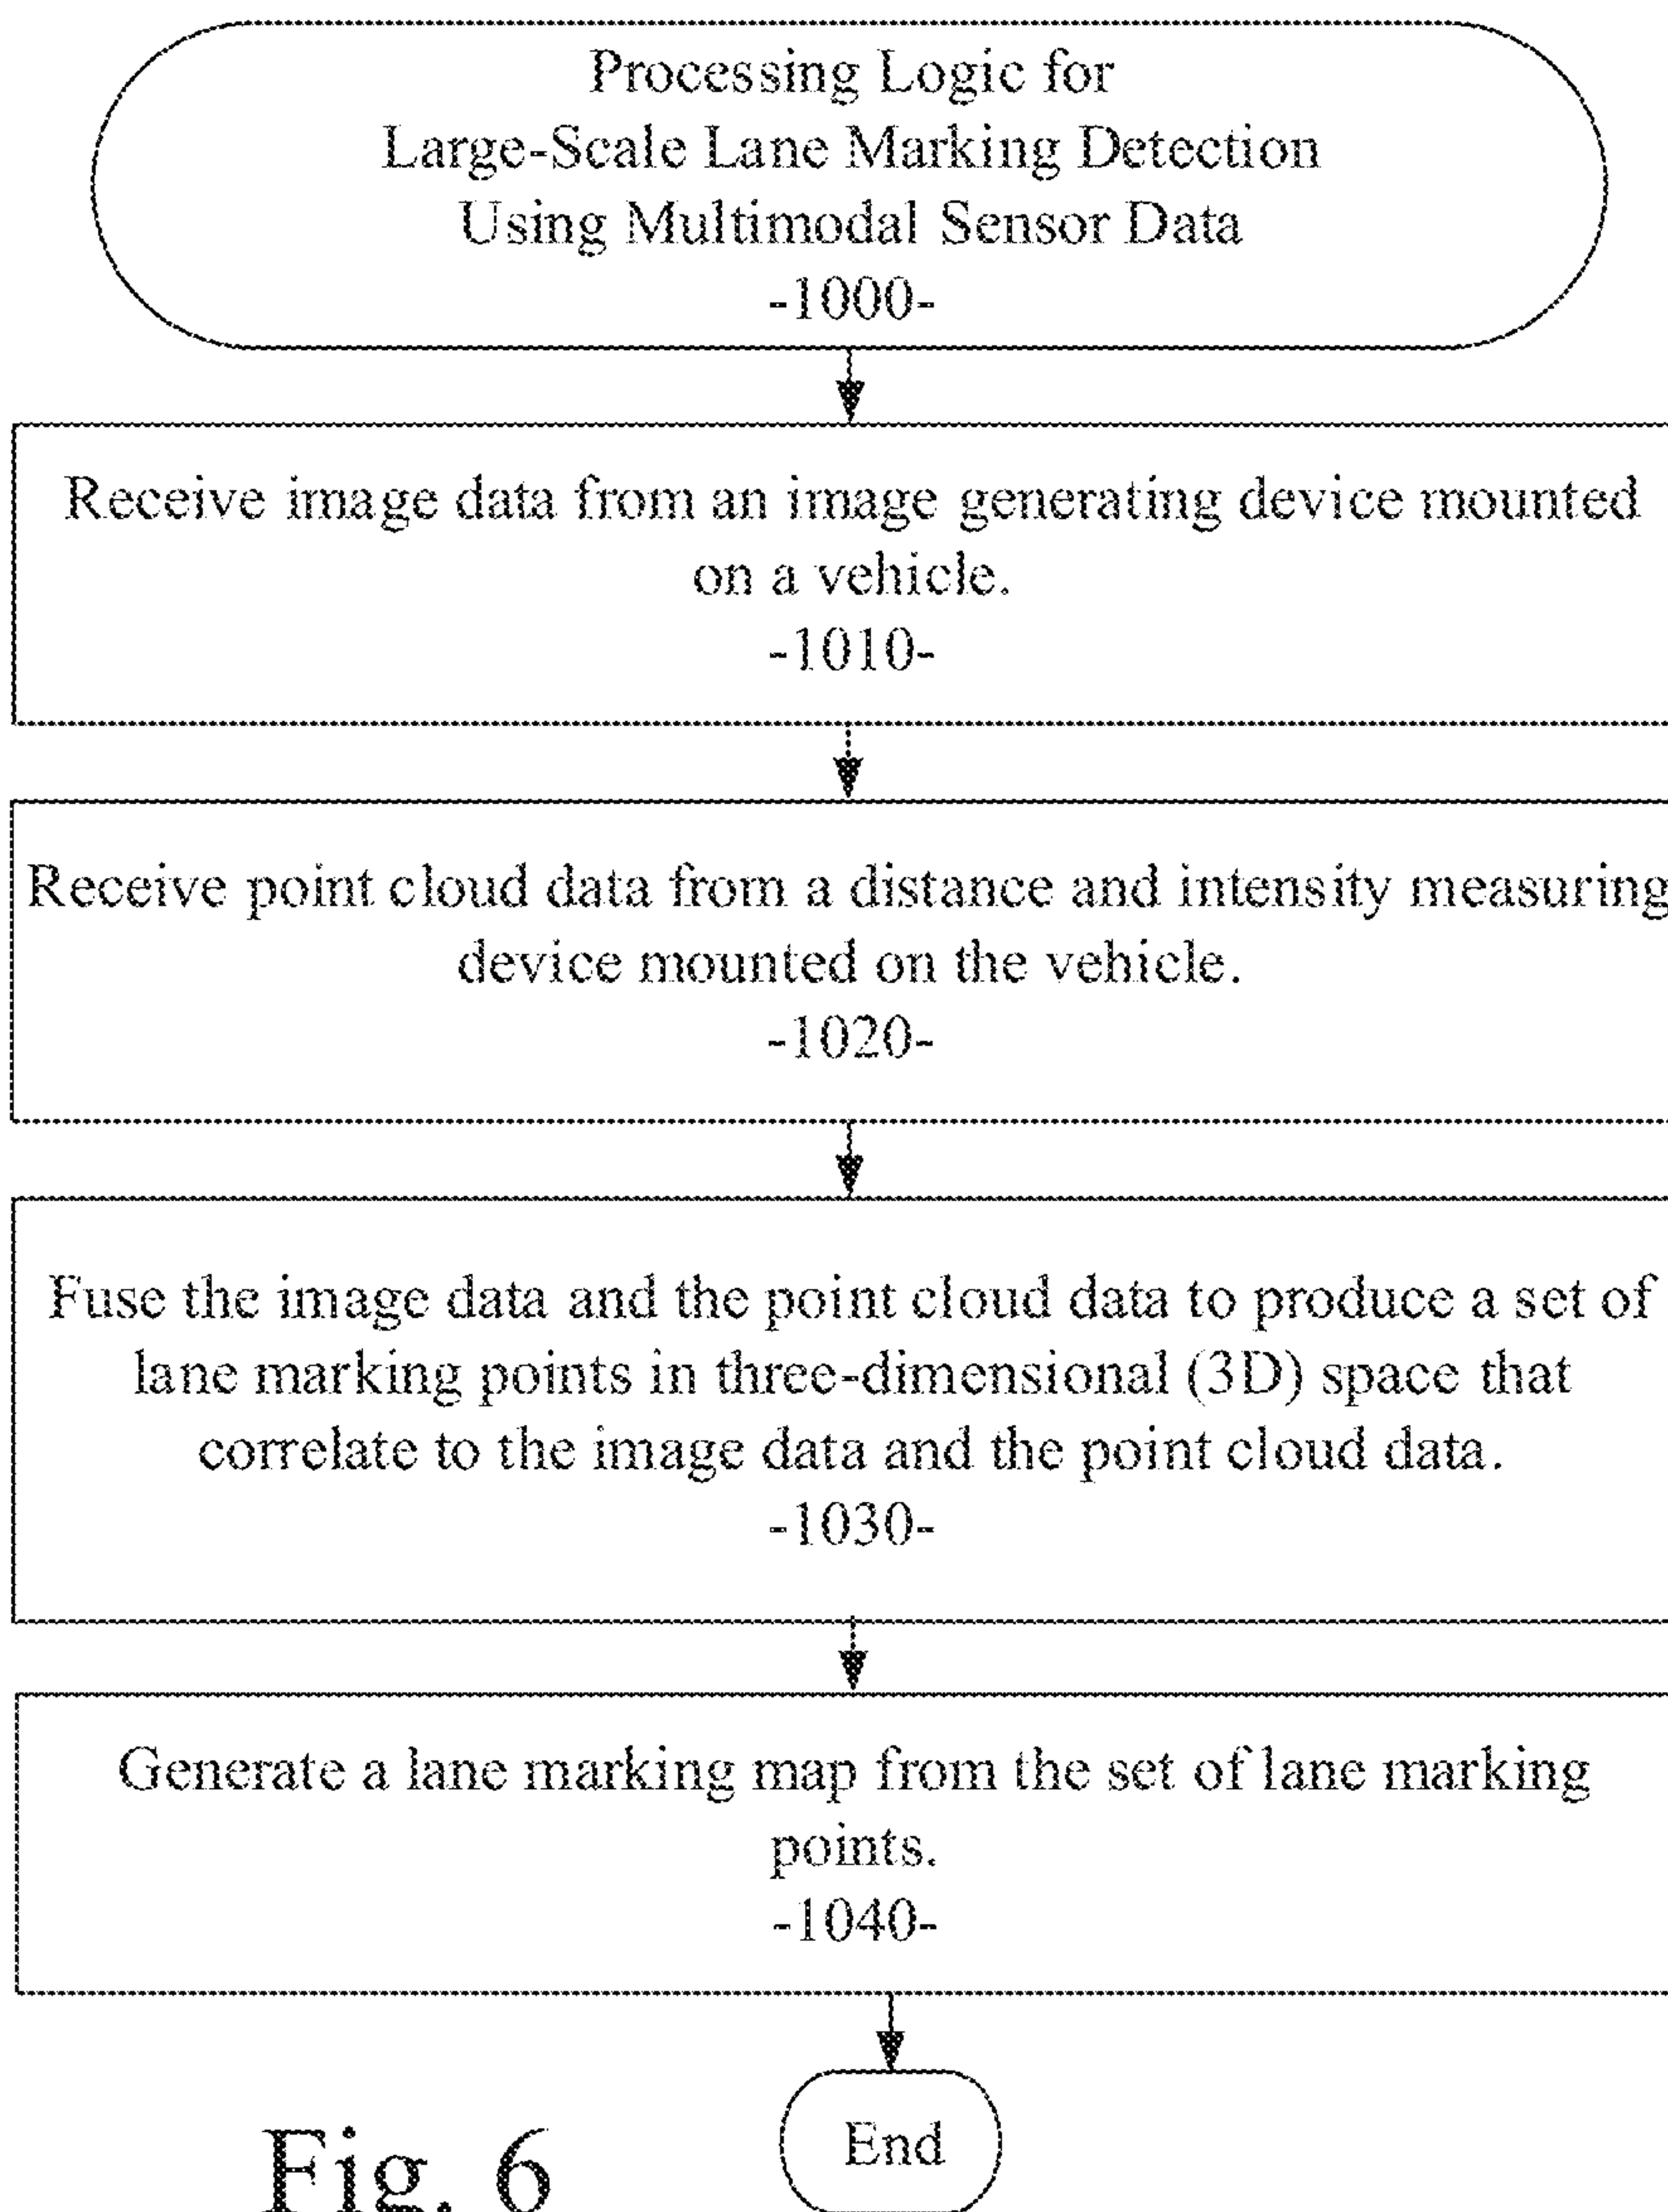 Processing Logic for
Large-Scale Lane Marking Detection
Using Multimodal Sensor Data
-1000-
Receive image data from an image generating device mounted
on a vehicle.
-1010-
Receive point cloud data from a distance and intensity measuring
device mounted on the vehicle.
-1020-
Fuse the image data and the point cloud data to produce a set of
lane marking points in three-dimensional (3D) space that
correlate to the image data and the point cloud data.
-1030-
Generate a lane marking map from the set of lane marking
points.
-1040-
End
Fig. 6